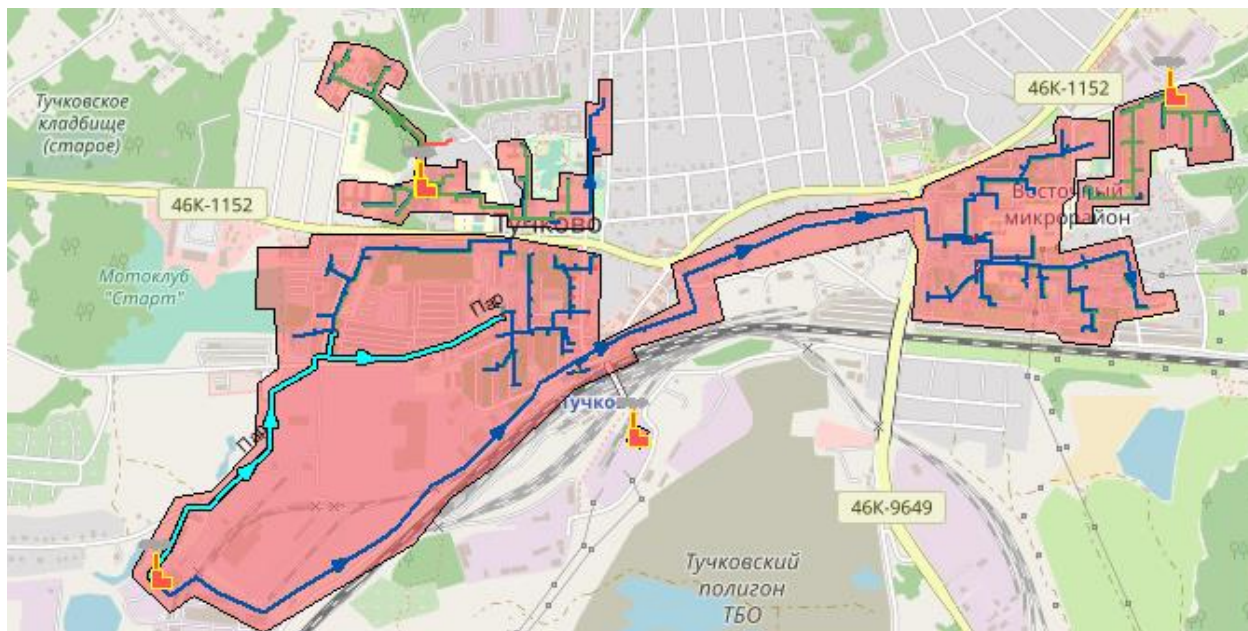 46К-1152
Тучковское
кладбище
(старое)
46К-1152
Восточный
микрорайон
ТУЧКОВО
Мотоклуб
"Старт"
Пар
Тучко
Пар
46К-9649
Тучковский
полигон
ТБО